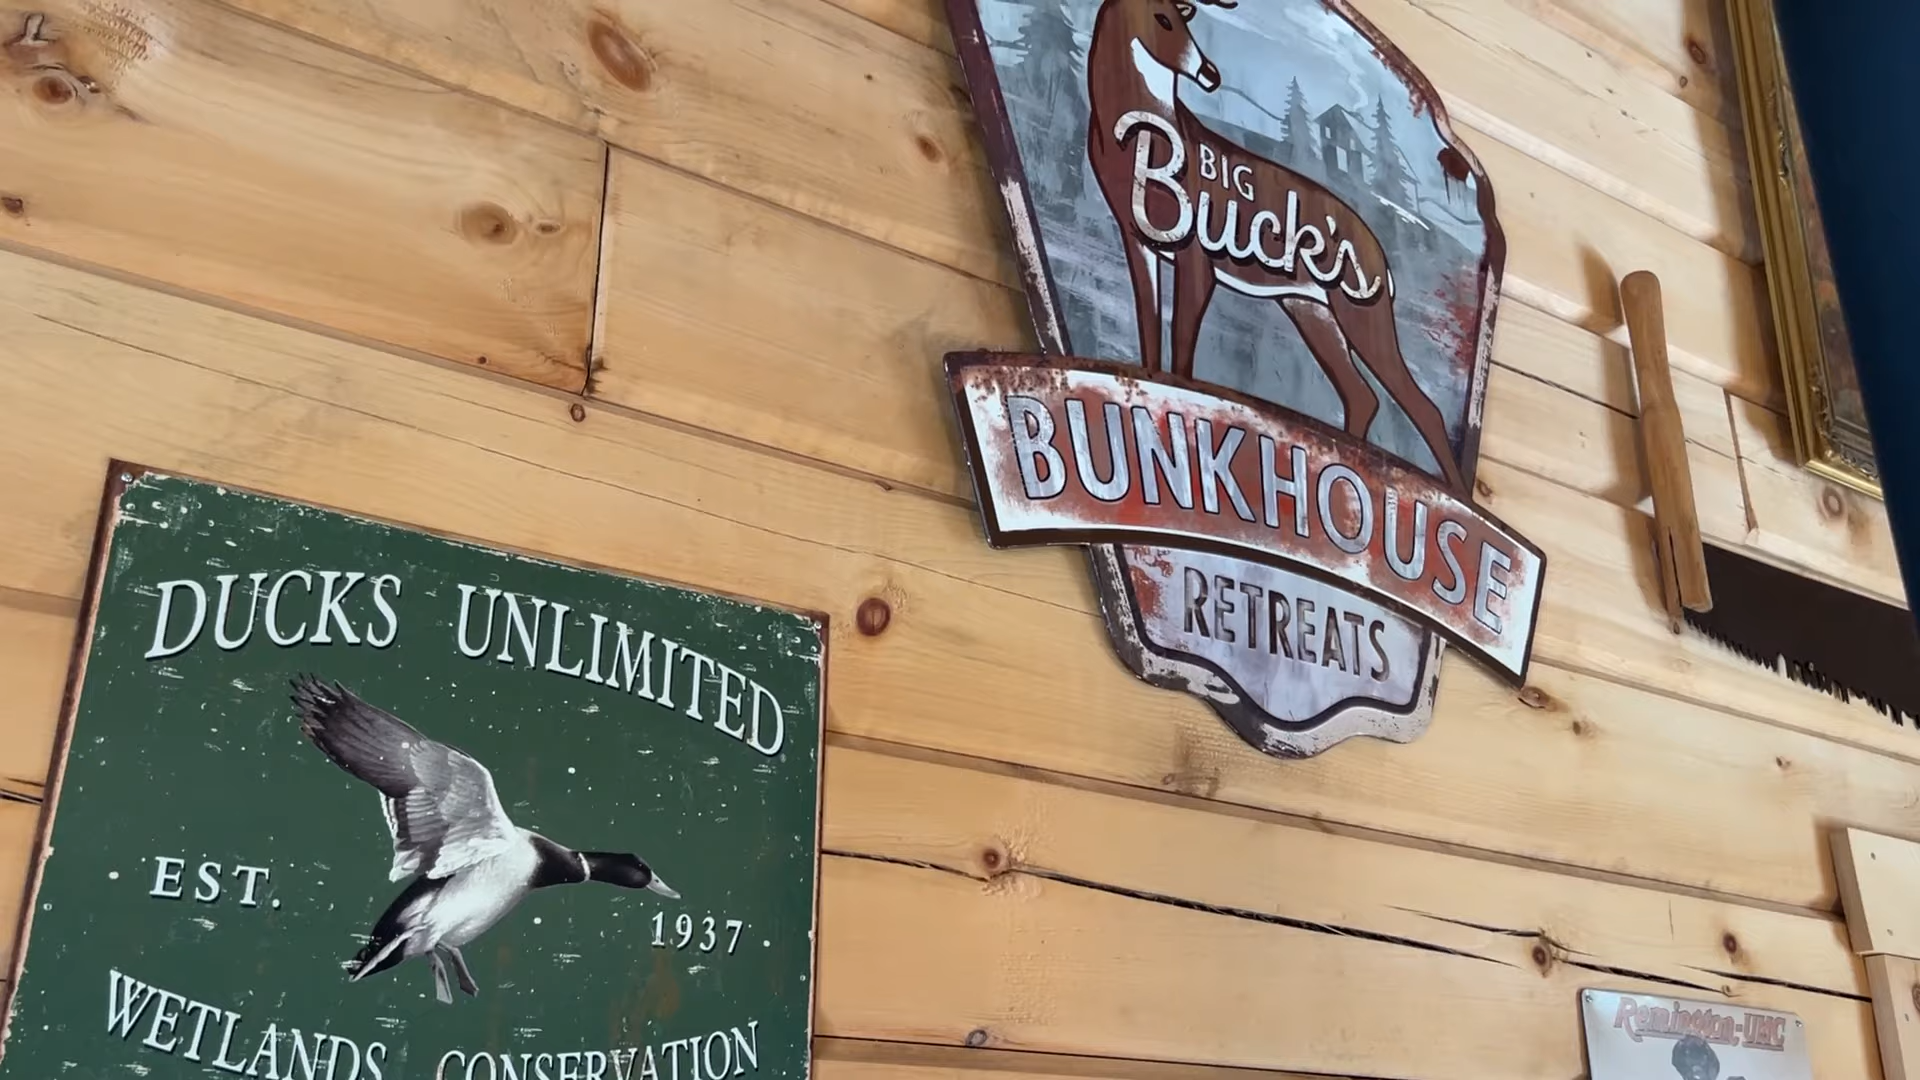 BIG
Buck's
BUNKHOUSE
RETREATS
DUCKS UNLIMITED
EST. 1937
WETLANDS CONSERVATION
Remington-UMC